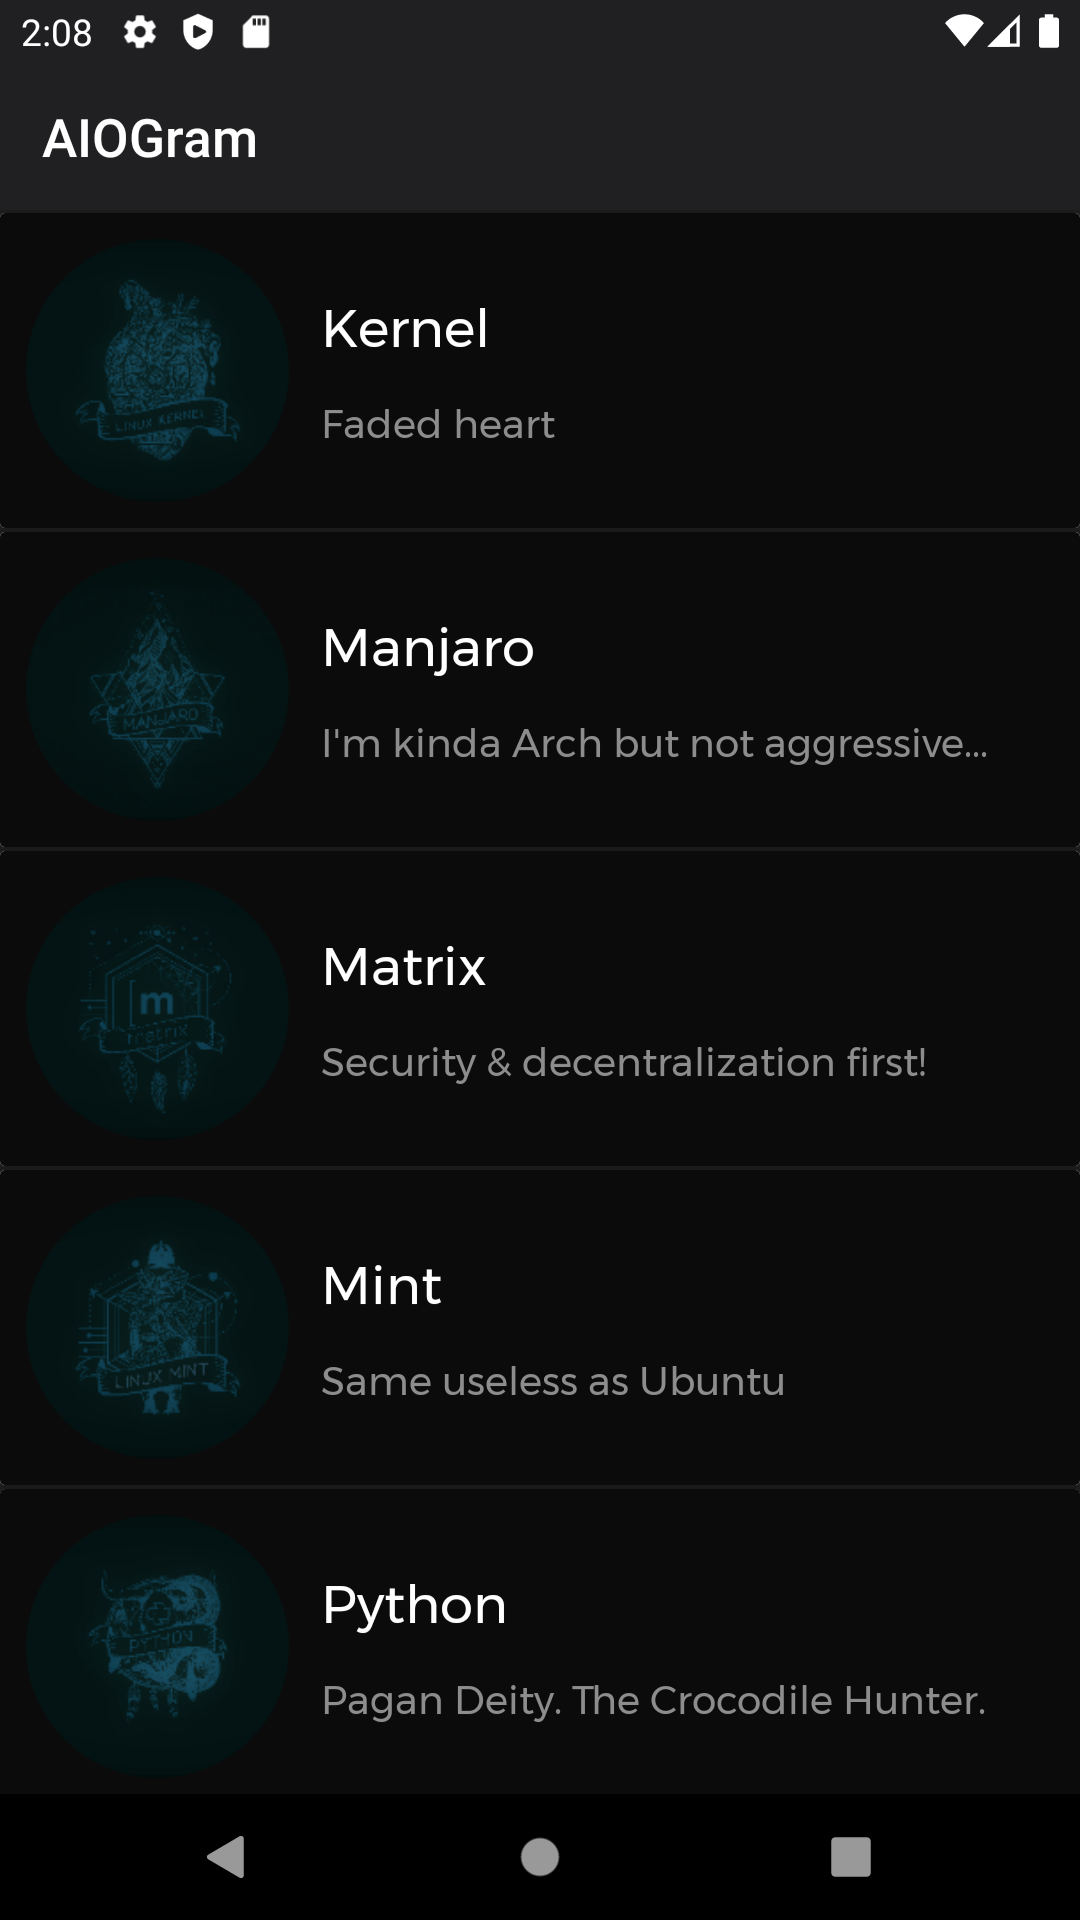 2:08
AIOGram
LINUX KERNEL
Kernel
Faded heart
MANJARO
Manjaro
I'm kinda Arch but not aggressive...
m
matrix
Matrix
Security & decentralization first!
LINUX MINT
Mint
Same useless as Ubuntu
PYTHON
Python
Pagan Deity. The Crocodile Hunter.